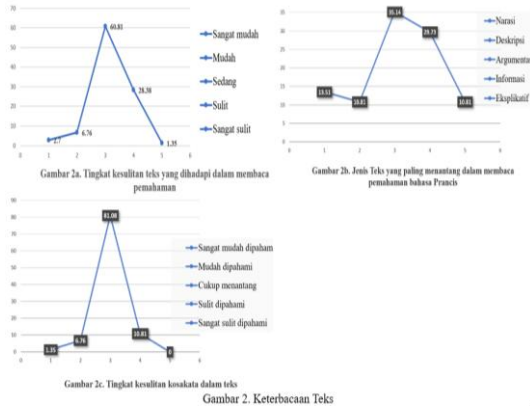 70
60
50
40
30
20
10
0
0 1 2 3 4 5 6
2.7
6.76
60.81
28.38
1.35
Sangat mudah
Mudah
Sedang
Sulit
Sangat sulit
Gambar 2a. Tingkat kesulitan teks yang dihadapi dalam membaca
pemahaman
35
30
25
20
15
10
5
0
0 1 2 3 4 5 6
13.51
10.81
35.14
29.73
10.81
Narasi
Deskripsi
Argumenta
Informasi
Eksplikatif
Gambar 2b. Jenis Teks yang paling menantang dalam membaca
pemahaman bahasa Prancis
90
80
70
60
50
40
30
20
10
0
0 1 2 3 4 5 6
1.35
6.76
81.08
10.81
0
Sangat mudah dipaham
Mudah dipahami
Cukup menantang
Sulit dipahami
Sangat sulit dipahami
Gambar 2c. Tingkat kesulitan kosakata dalam teks
Gambar 2. Keterbacaan Teks